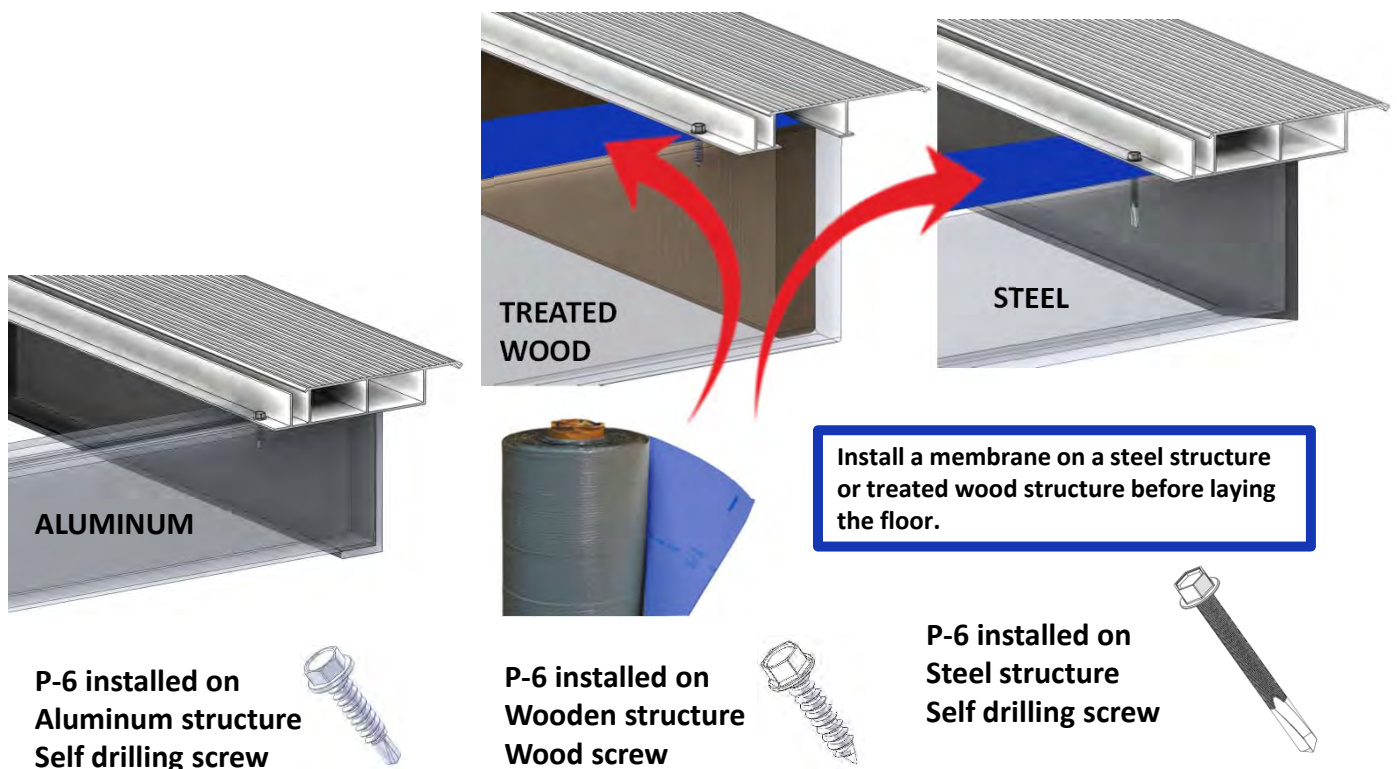 TREATED
WOOD
STEEL
ALUMINUM
Install a membrane on a steel structure
or treated wood structure before laying
the floor.
P-6 installed on
Aluminum structure
Self drilling screw
P-6 installed on
Wooden structure
Wood screw
P-6 installed on
Steel structure
Self drilling screw